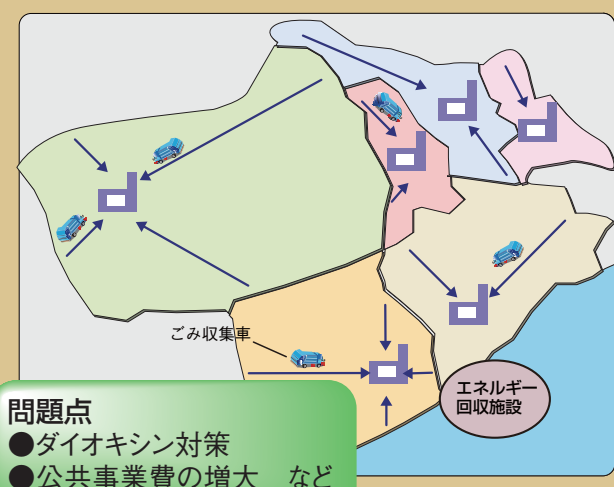 ごみ収集車
エネルギー
回収施設
問題点
●ダイオキシン対策
●公共事業費の増大　など